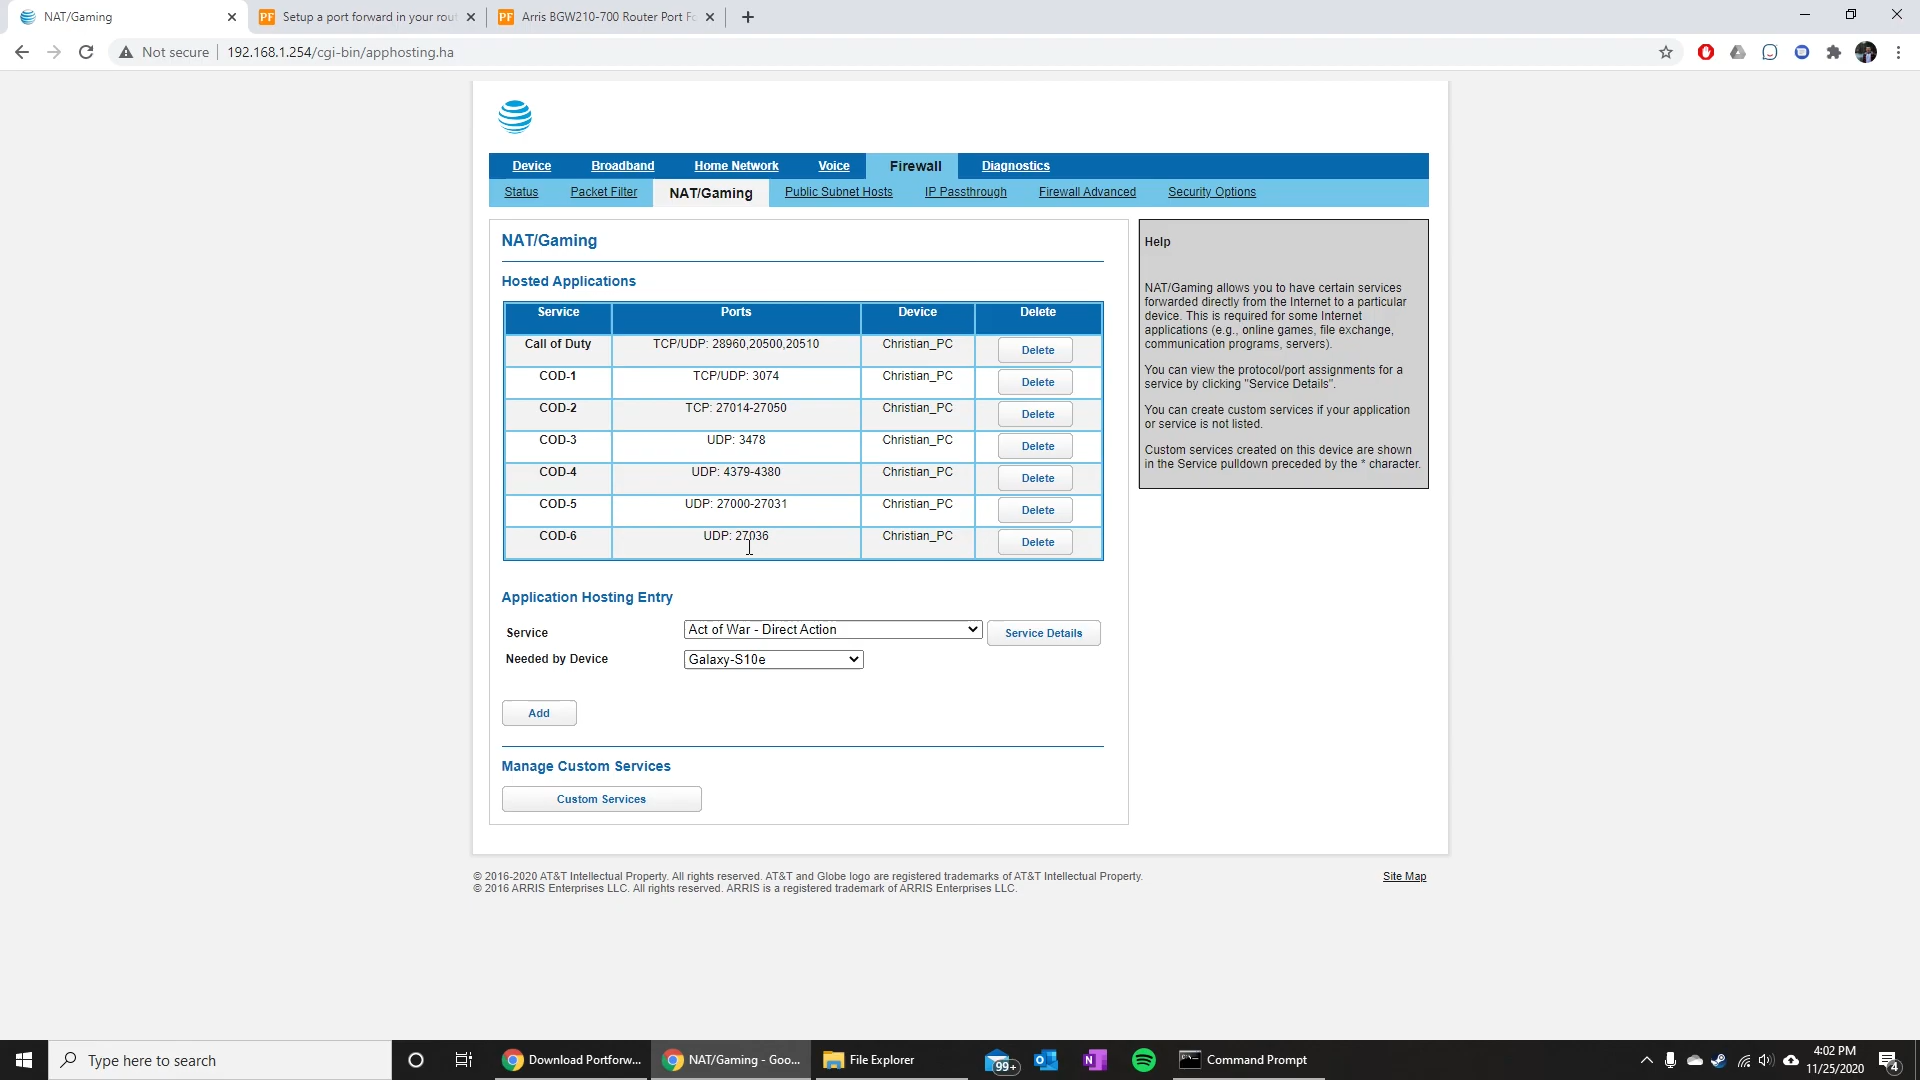 NAT/Gaming
Setup a port forward in your rout
Arris BGW210-700 Router Port Fo
Not secure
192.168.1.254/cgi-bin/apphosting.ha
Device
Broadband
Home Network
Voice
Firewall
Diagnostics
Status
Packet Filter
NAT/Gaming
Public Subnet Hosts
IP Passthrough
Firewall Advanced
Security Options
NAT/Gaming
Hosted Applications
Service Ports Device Delete
Call of Duty TCP/UDP: 28960,20500,20510 Christian_PC Delete
COD-1 TCP/UDP: 3074 Christian_PC Delete
COD-2 TCP: 27014-27050 Christian_PC Delete
COD-3 UDP: 3478 Christian_PC Delete
COD-4 UDP: 4379-4380 Christian_PC Delete
COD-5 UDP: 27000-27031 Christian_PC Delete
COD-6 UDP: 27036 Christian_PC Delete
Application Hosting Entry
Service Act of War - Direct Action Service Details
Needed by Device Galaxy-S10e
Add
Manage Custom Services
Custom Services
Help
NAT/Gaming allows you to have certain services
forwarded directly from the Internet to a particular
device. This is required for some Internet
applications (e.g., online games, file exchange,
communication programs, servers).
You can view the protocol/port assignments for a
service by clicking "Service Details".
You can create custom services if your application
or service is not listed.
Custom services created on this device are shown
in the Service pulldown preceded by the * character.
© 2016-2020 AT&T Intellectual Property. All rights reserved. AT&T and Globe logo are registered trademarks of AT&T Intellectual Property.
© 2016 ARRIS Enterprises LLC. All rights reserved. ARRIS is a registered trademark of ARRIS Enterprises LLC.
Site Map
Type here to search
Download Portforw...
NAT/Gaming - Goo...
File Explorer
99+
Command Prompt
4:02 PM
11/25/2020
4